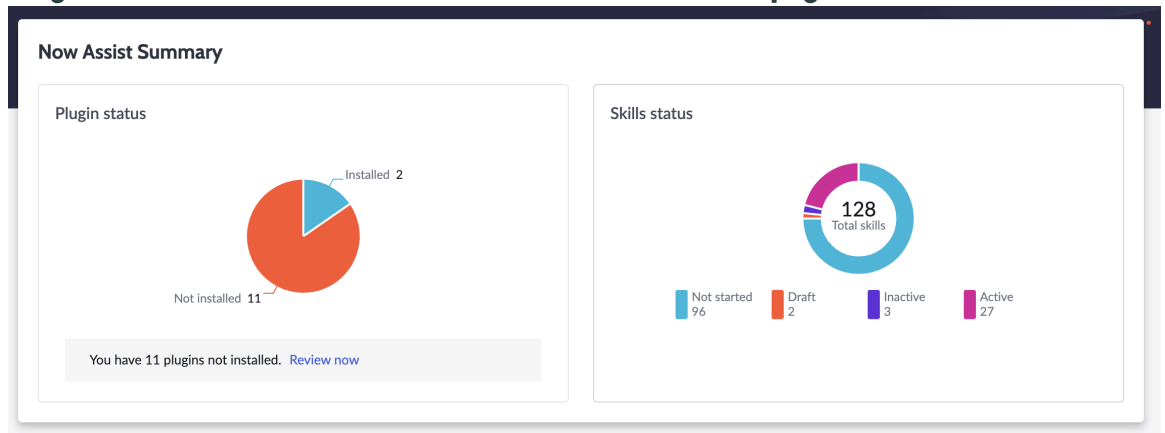 Now Assist Summary
Plugin status
Installed 2
Not installed 11
You have 11 plugins not installed. Review now
Skills status
128
Total skills
Not started
96
Draft
2
Inactive
3
Active
27